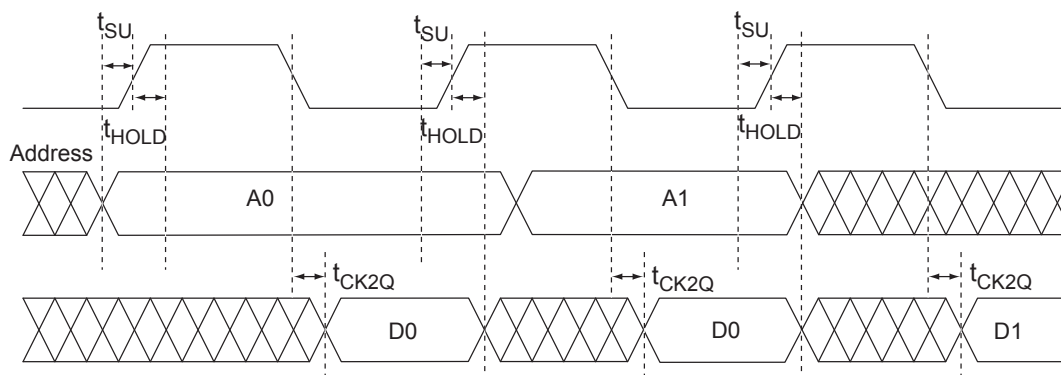 tSU tSU tSU
tHOLD tHOLD tHOLD
Address
A0 A1
tCK2Q tCK2Q tCK2Q
D0 D0 D1